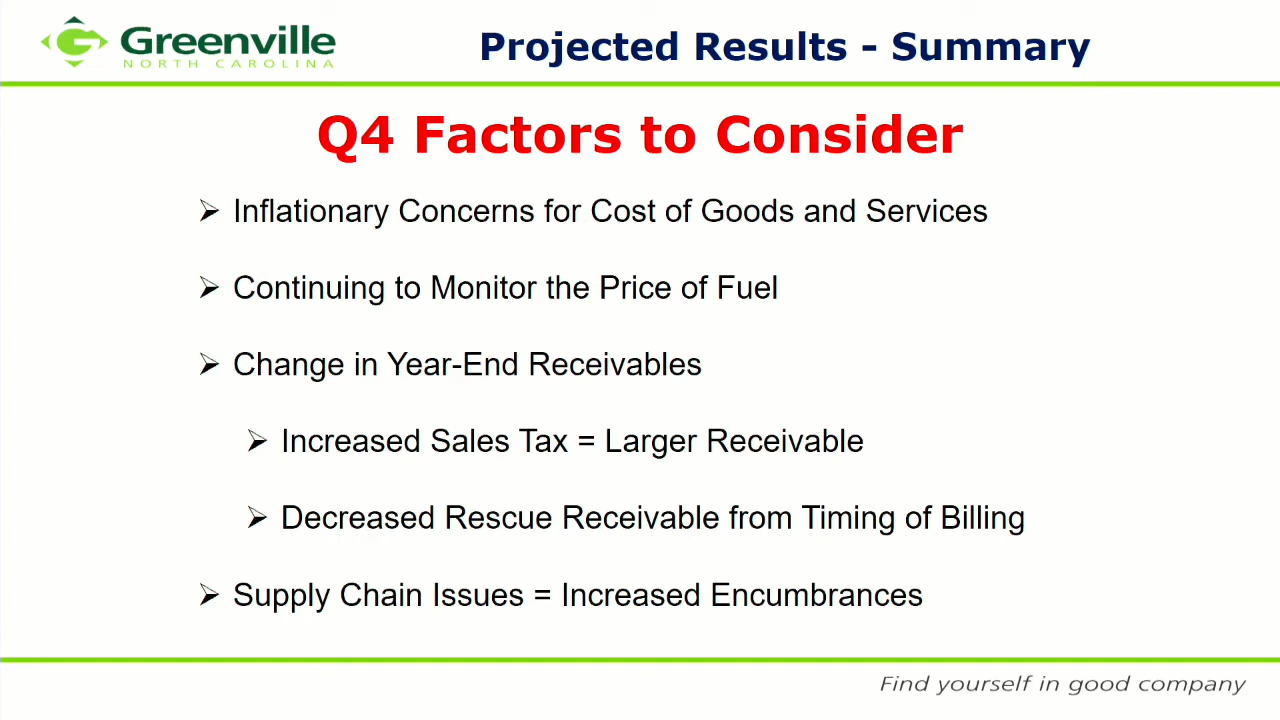 Greenville
NORTH CAROLINA
Projected Results - Summary
Q4 Factors to Consider
Inflationary Concerns for Cost of Goods and Services
Continuing to Monitor the Price of Fuel
Change in Year-End Receivables
Increased Sales Tax = Larger Receivable
Decreased Rescue Receivable from Timing of Billing
Supply Chain Issues = Increased Encumbrances
Find yourself in good company